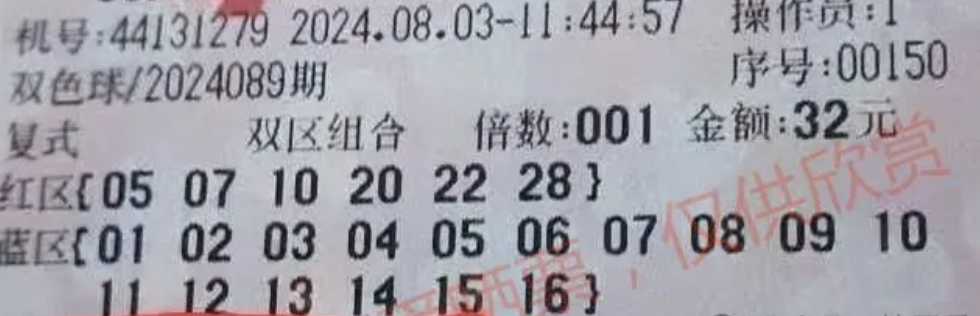 机号:44131279 2024.08.03-11:44:57 操作员:1
双色球/2024089期 序号:00150
复式 双区组合 倍数:001 金额:32元
红区{05 07 10 20 22 28}
蓝区{01 02 03 04 05 06 07 08 09 10
11 12 13 14 15 16}
晒票，仅供欣赏